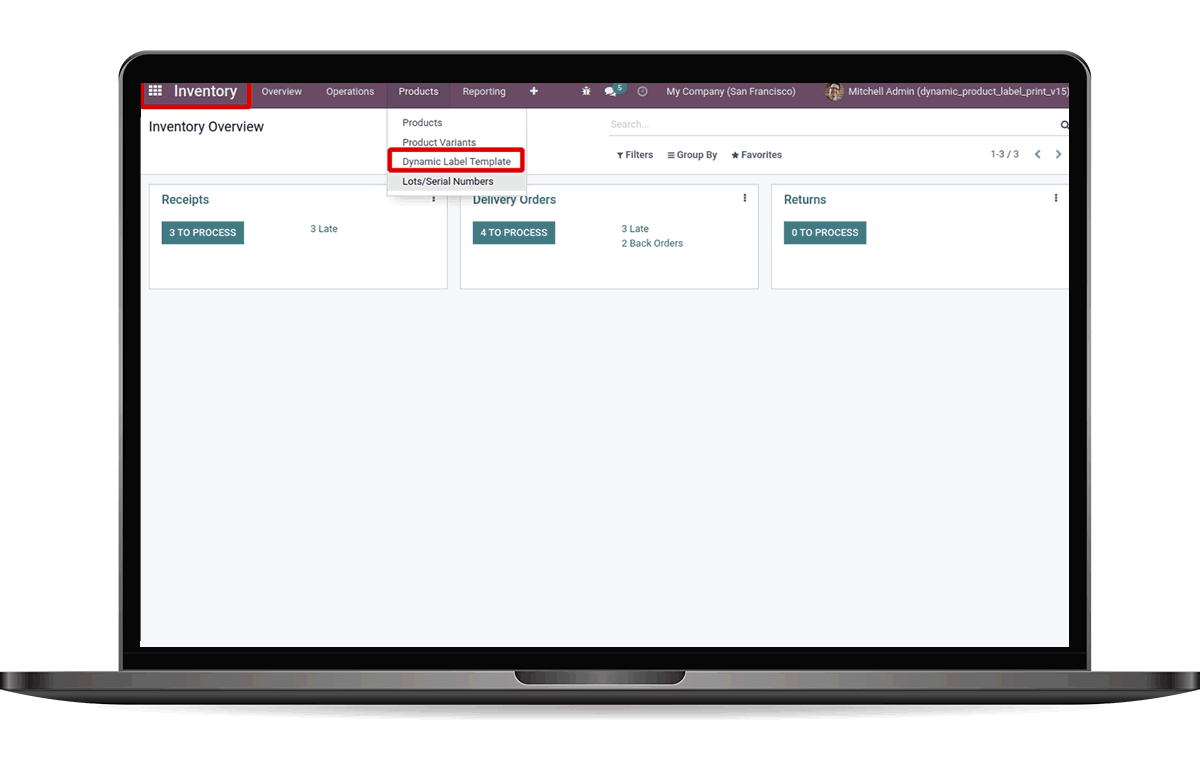 Inventory Overview Operations Products Reporting 5 My Company (San Francisco) Mitchell Admin (dynamic_product_label_print_v15)
Inventory Overview
Search...
Filters Group By Favorites
1-3 / 3
Products
Product Variants
Dynamic Label Template
Lots/Serial Numbers
Receipts
3 TO PROCESS
3 Late
Delivery Orders
4 TO PROCESS
3 Late
2 Back Orders
Returns
0 TO PROCESS